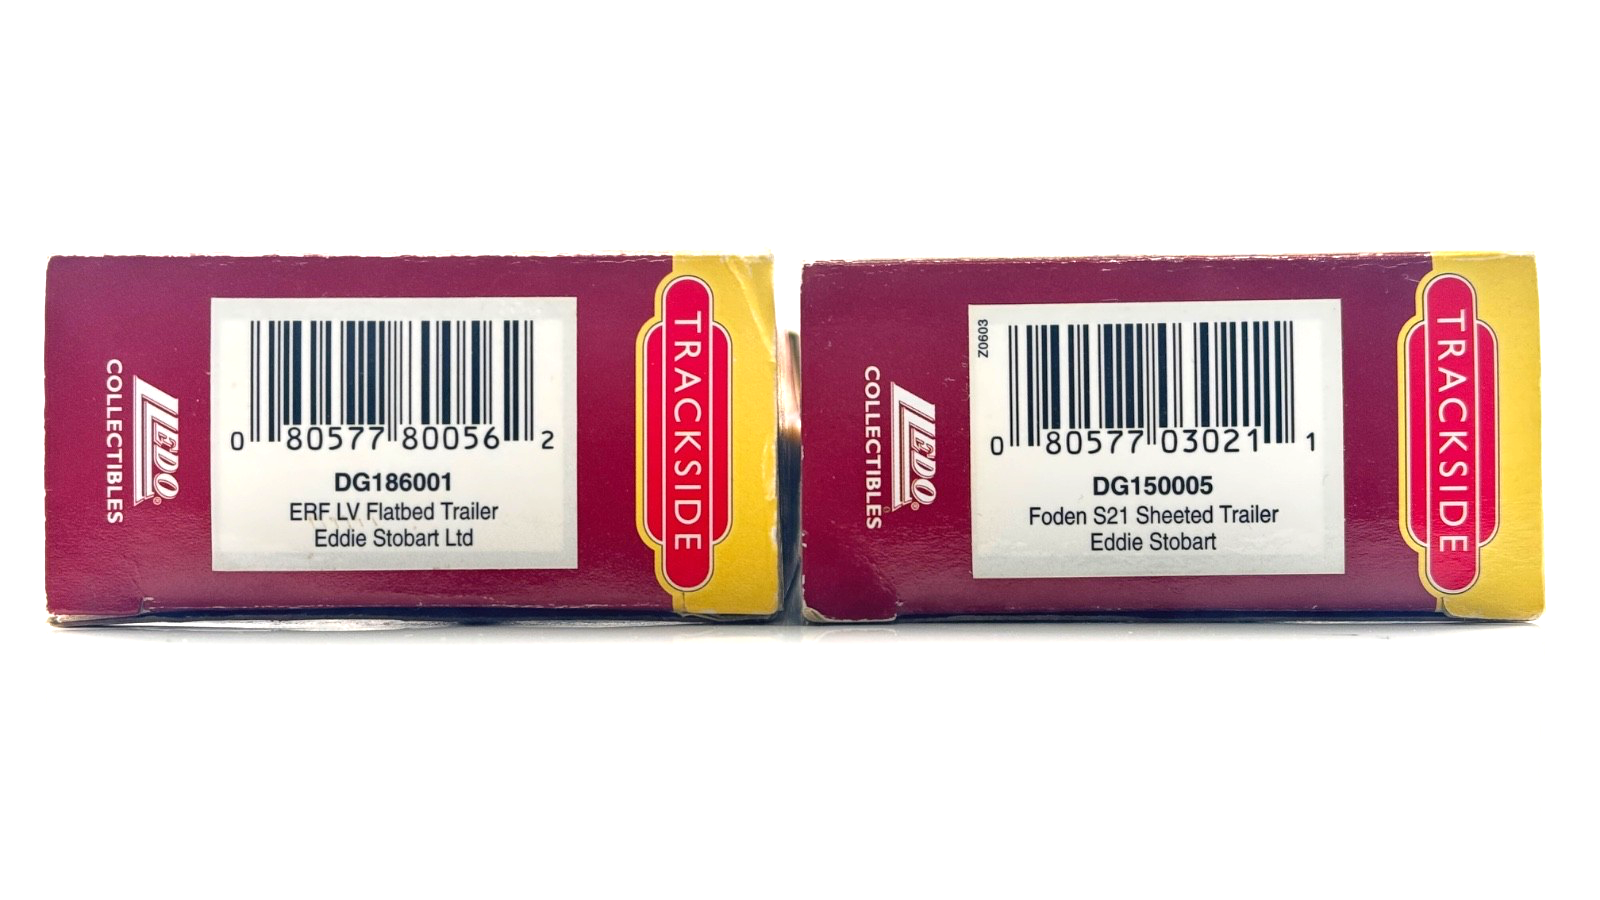 LLEDO
COLLECTIBLES
0 80577 80056 2
DG186001
ERF LV Flatbed Trailer
Eddie Stobart Ltd
TRACKSIDE
LLEDO
COLLECTIBLES
Z0603
0 80577 03021 1
DG150005
Foden S21 Sheeted Trailer
Eddie Stobart
TRACKSIDE